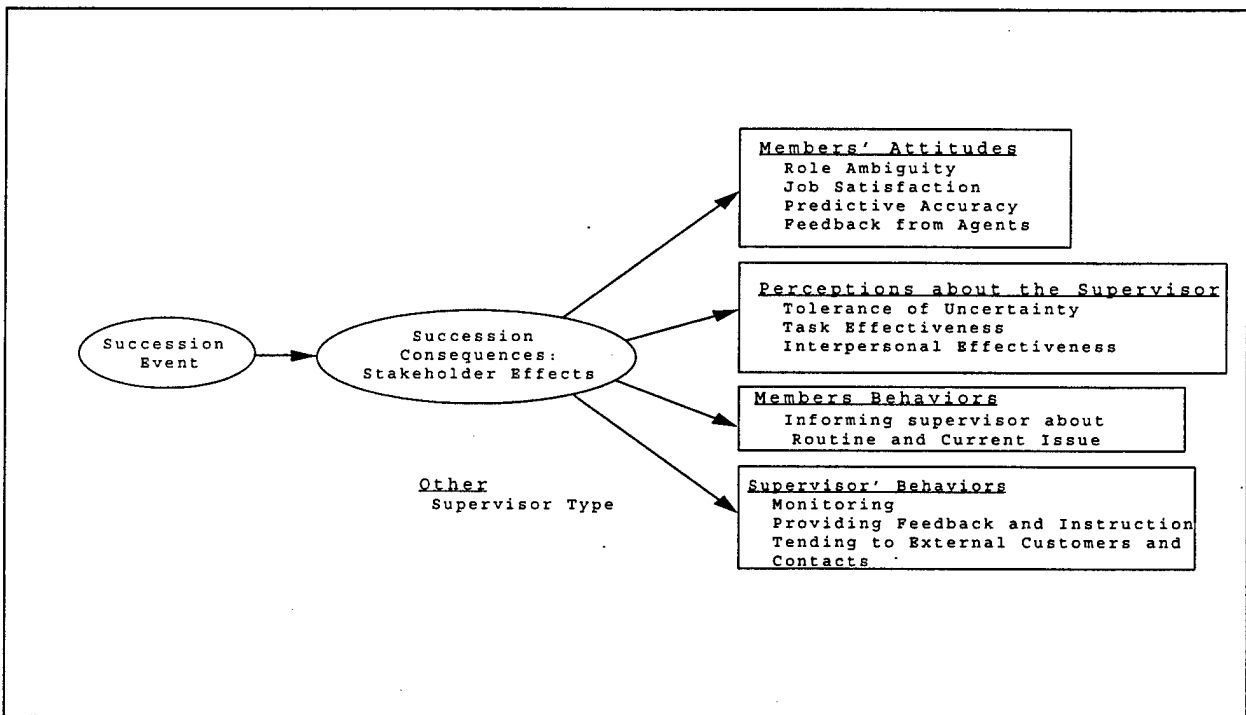 Members' Attitudes
Role Ambiguity
Job Satisfaction
Predictive Accuracy
Feedback from Agents
Perceptions about the Supervisor
Tolerance of Uncertainty
Task Effectiveness
Interpersonal Effectiveness
Succession
Event
Succession
Consequences:
Stakeholder Effects
Members Behaviors
Informing supervisor about
Routine and Current Issue
Other
Supervisor Type
Supervisor' Behaviors
Monitoring
Providing Feedback and Instruction
Tending to External Customers and
Contacts